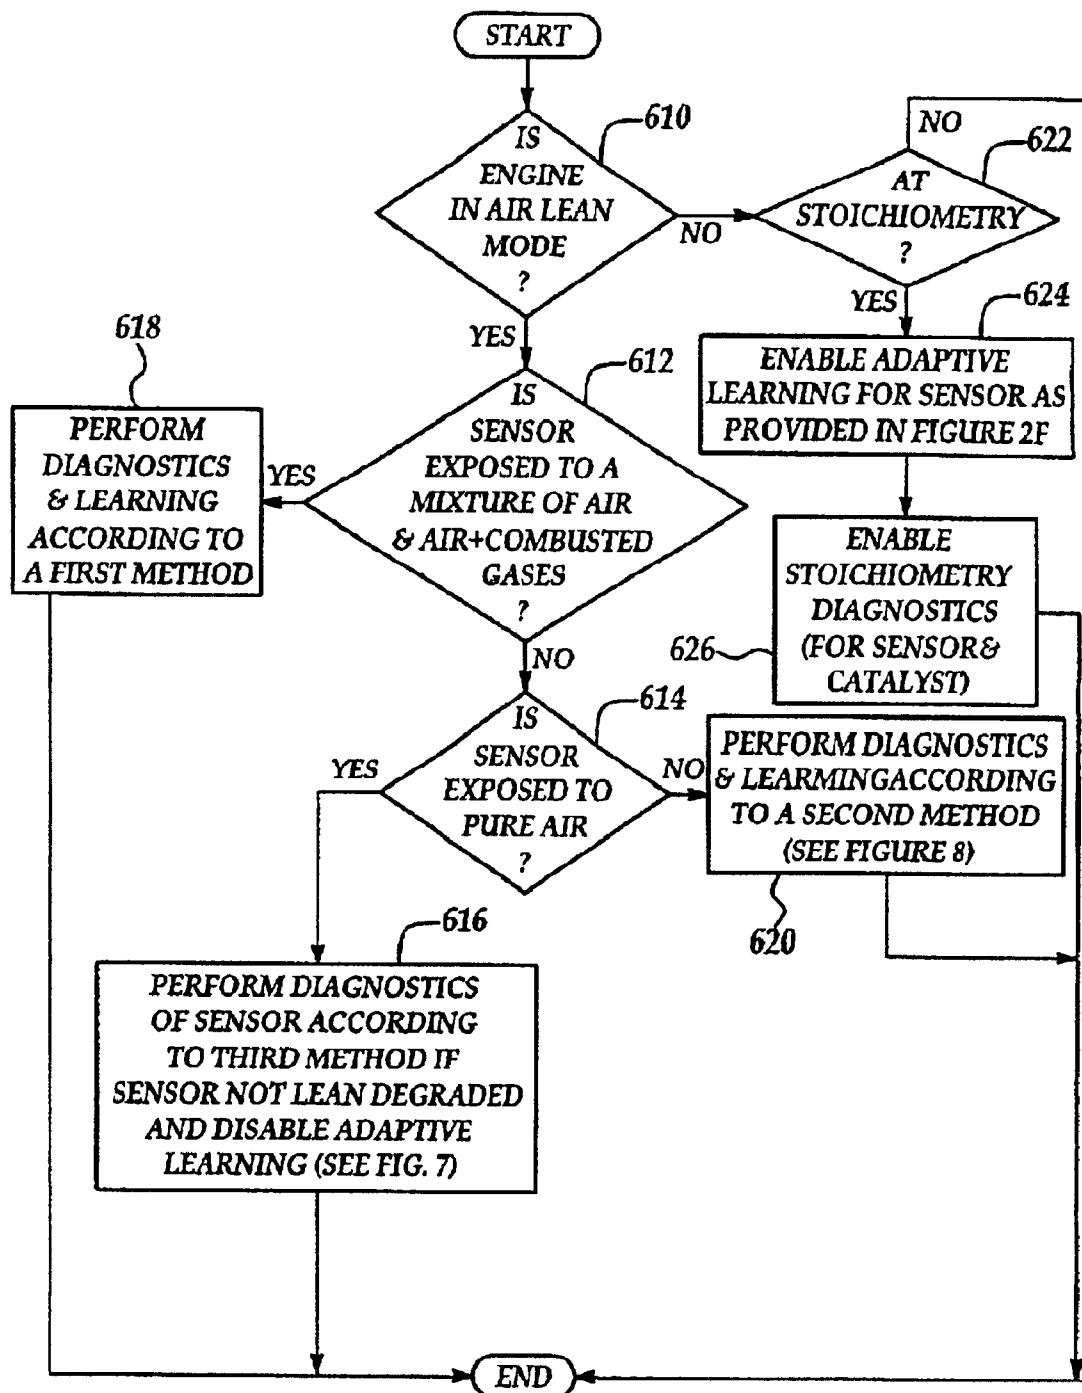 START
610
IS
ENGINE
IN AIR LEAN
MODE
?
NO
NO
622
AT
STOICHIOMETRY
?
YES
624
ENABLE ADAPTIVE
LEARNING FOR SENSOR AS
PROVIDED IN FIGURE 2F
ENABLE
STOICHIOMETRY
DIAGNOSTICS
(FOR SENSOR&
CATALYST)
626
YES
612
IS
SENSOR
EXPOSED TO A
MIXTURE OF AIR
& AIR+COMBUSTED
GASES
?
YES
618
PERFORM
DIAGNOSTICS
& LEARNING
ACCORDING TO
A FIRST METHOD
NO
614
IS
SENSOR
EXPOSED TO
PURE AIR
?
NO
PERFORM DIAGNOSTICS
& LEARMINGACCORDING
TO A SECOND METHOD
(SEE FIGURE 8)
620
YES
616
PERFORM DIAGNOSTICS
OF SENSOR ACCORDING
TO THIRD METHOD IF
SENSOR NOT LEAN DEGRADED
AND DISABLE ADAPTIVE
LEARNING (SEE FIG. 7)
END